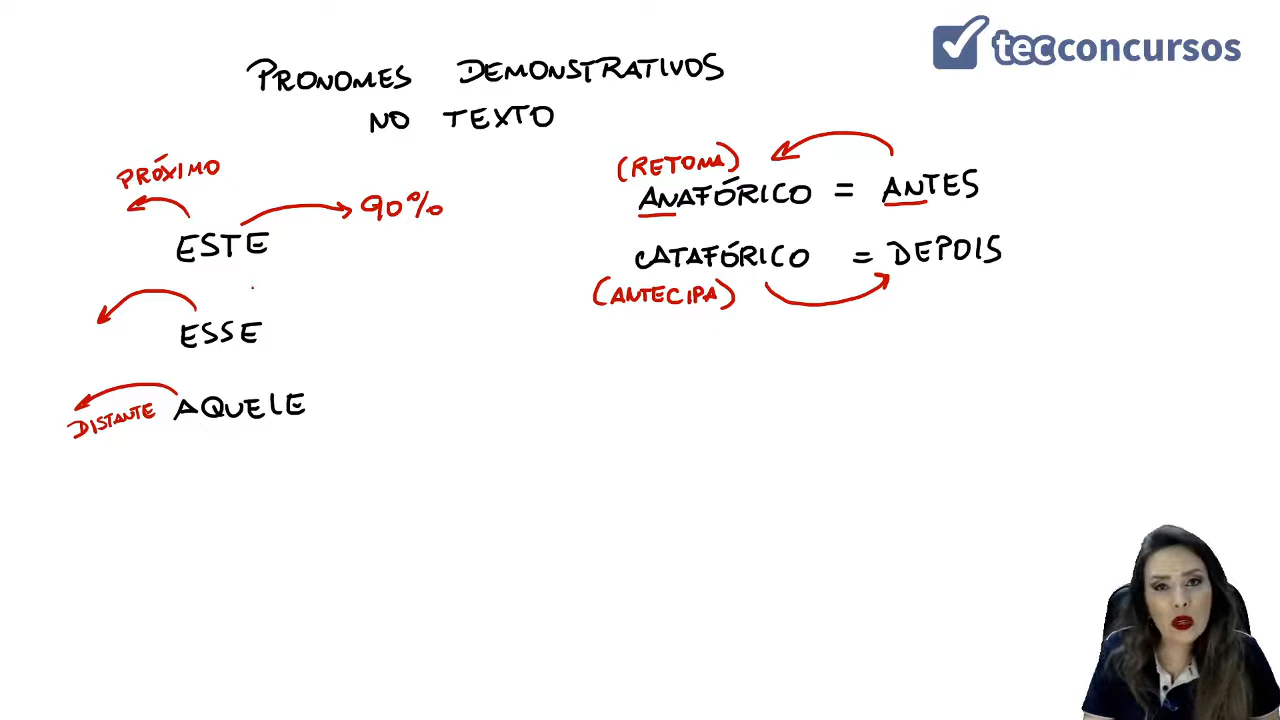 tecconcursos
PRONOMES DEMONSTRATIVOS
NO TEXTO
PRÓXIMO
90%
ESTE
ESSE
DISTANTE AQUELE
(RETOMA)
ANAFÓRICO = ANTES
CATAFÓRICO = DEPOIS
(ANTECIPA)